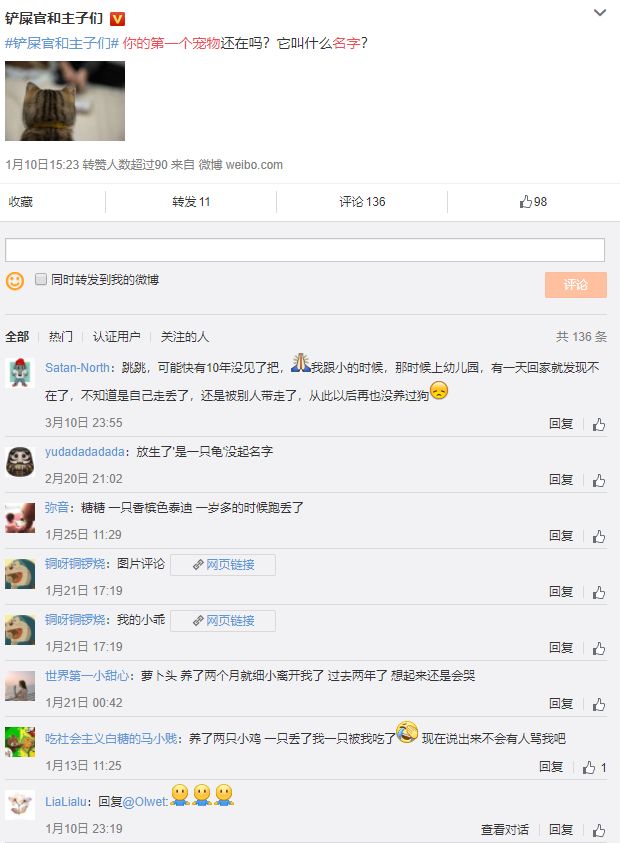 铲屎官和主子们
#铲屎官和主子们# 你的第一个宠物还在吗？它叫什么名字？
1月10日15:23 转赞人数超过90 来自 微博 weibo.com
收藏 转发 11 评论 136 98
同时转发到我的微博 评论
全部 热门 认证用户 关注的人 共 136 条
Satan-North：跳跳，可能快有10年没见了把，我跟小的时候，那时候上幼儿园，有一天回家就发现不
在了，不知道是自己走丢了，还是被别人带走了，从此以后再也没养过狗
3月10日 23:55 回复
yudadadadada：放生了'是一只龟'没起名字
2月20日 21:02 回复
弥音：糖糖 一只香槟色泰迪 一岁多的时候跑丢了
1月25日 11:29 回复
铜呀铜锣烧：图片评论 网页链接
1月21日 17:19 回复
铜呀铜锣烧：我的小乖 网页链接
1月21日 17:19 回复
世界第一小甜心：萝卜头 养了两个月就细小离开我了 过去两年了 想起来还是会哭
1月21日 00:42 回复
吃社会主义白糖的马小贱：养了两只小鸡 一只丢了我一只被我吃了 现在说出来不会有人骂我吧
1月13日 11:25 回复 1
LiaLialu：回复@Olwet:
1月10日 23:19 查看对话 回复